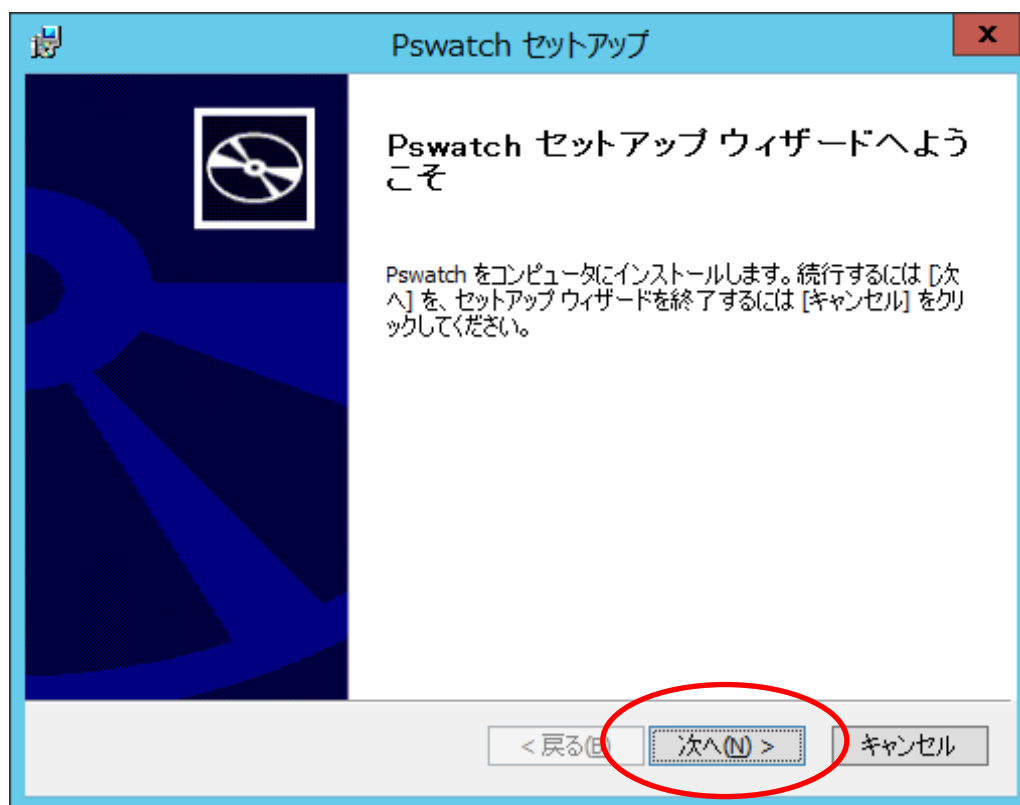 Pswatch セットアップ
x
Pswatch セットアップ ウィザードへよう
こそ
Pswatch をコンピュータにインストールします。続行するには [次
へ] を、セットアップ ウィザードを終了するには [キャンセル] をクリ
ックしてください。
< 戻る(B)
次へ(N) >
キャンセル